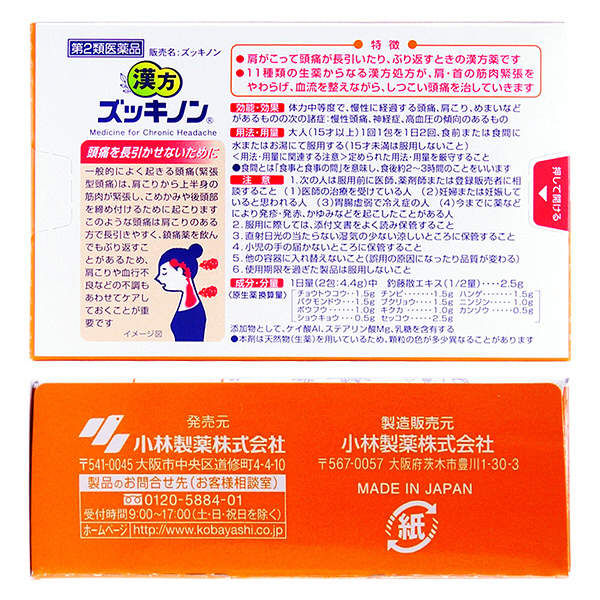 第2類医薬品 販売名:ズッキノン
漢方
ズッキノン®
Medicine for Chronic Headache
頭痛を長引かせないために
一般的によく起きる頭痛(緊張
型頭痛)は、肩こりから上半身の
筋肉が緊張し、こめかみや後頭
部を締め付けるために起こります
このような頭痛は肩こりのある
方で長引きやすく、鎮痛薬を飲ん
でもぶり返すこ
とがあるため、
肩こりや血行不
良などの不調も
あわせてケアし
ておくことが重
要です
イメージ図
特徴
●肩がこって頭痛が長引いたり、ぶり返すときの漢方薬です
●11種類の生薬からなる漢方処方が、肩・首の筋肉緊張を
やわらげ、血流を整えながら、しつこい頭痛を治していきます
効能・効果 体力中等度で、慢性に経過する頭痛、肩こり、めまいなど
があるものの次の諸症:慢性頭痛、神経症、高血圧の傾向のあるもの
用法・用量 大人(15才以上)1回1包を1日2回、食前または食間に
水またはお湯にて服用する(15才未満は服用しないこと)
<用法・用量に関連する注意>定められた用法・用量を厳守すること
●食間とは「食事と食事の間」を意味し、食後約2~3時間のことをいいます
注意 1.次の人は服用前に医師、薬剤師または登録販売者に相
談すること (1)医師の治療を受けている人 (2)妊婦または妊娠して
いると思われる人 (3)胃腸虚弱で冷え症の人 (4)今までに薬など
により発疹・発赤、かゆみなどを起こしたことがある人
2.服用に際しては、添付文書をよく読み保管すること
3.直射日光の当たらない湿気の少ない涼しいところに保管すること
4.小児の手の届かないところに保管すること
5.他の容器に入れ替えないこと(誤用の原因になったり品質が変わる)
6.使用期限を過ぎた製品は服用しないこと
成分・分量 1日量(2包:4.4g)中 釣藤散エキス(1/2量)・・・2.5g
〈原生薬換算量〉
チョウトウコウ・・1.5g チンピ・・・・1.5g ハンゲ・・・・1.5g
バクモンドウ・・・1.5g ブクリョウ・・1.5g ニンジン・・・1.0g
ボウフウ・・・・・1.0g キクカ・・・・1.0g カンゾウ・・・0.5g
ショウキョウ・・・0.5g セッコウ・・・2.5g
添加物として、ケイ酸Al、ステアリン酸Mg、乳糖を含有する
●本剤は天然物(生薬)を用いているため、顆粒の色が多少異なることがあります
押して開ける
発売元
小林製薬株式会社
〒541-0045 大阪市中央区道修町4-4-10
製品のお問合せ先(お客様相談室)
0120-5884-01
受付時間9:00~17:00(土・日・祝日を除く)
ホームページ http://www.kobayashi.co.jp
製造販売元
小林製薬株式会社
〒567-0057 大阪府茨木市豊川1-30-3
MADE IN JAPAN
紙